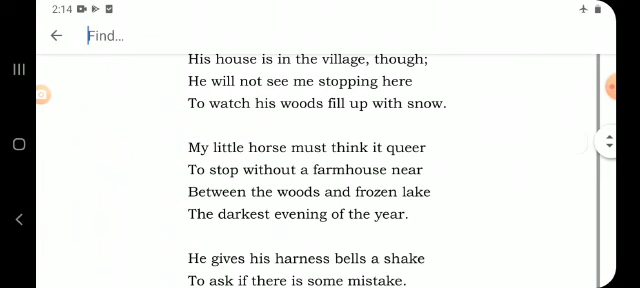 2:14
Find...
His house is in the village, though;
He will not see me stopping here
To watch his woods fill up with snow.
My little horse must think it queer
To stop without a farmhouse near
Between the woods and frozen lake
The darkest evening of the year.
He gives his harness bells a shake
To ask if there is some mistake.